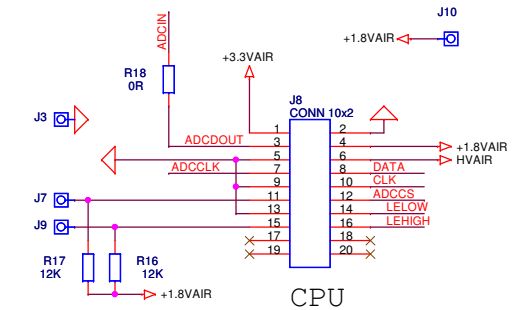 J10
ADCIN
+1.8VAIR
+3.3VAIR
R18
0R
J8
CONN 10x2
J3
1 2
ADCDOUT 3 4 +1.8VAIR
5 6 HVAIR
ADCCLK 7 8 DATA
9 10 CLK
J7 11 12 ADCCS
13 14 LELOW
J9 15 16 LEHIGH
17 18
19 20
R17 R16
12K 12K
+1.8VAIR
CPU